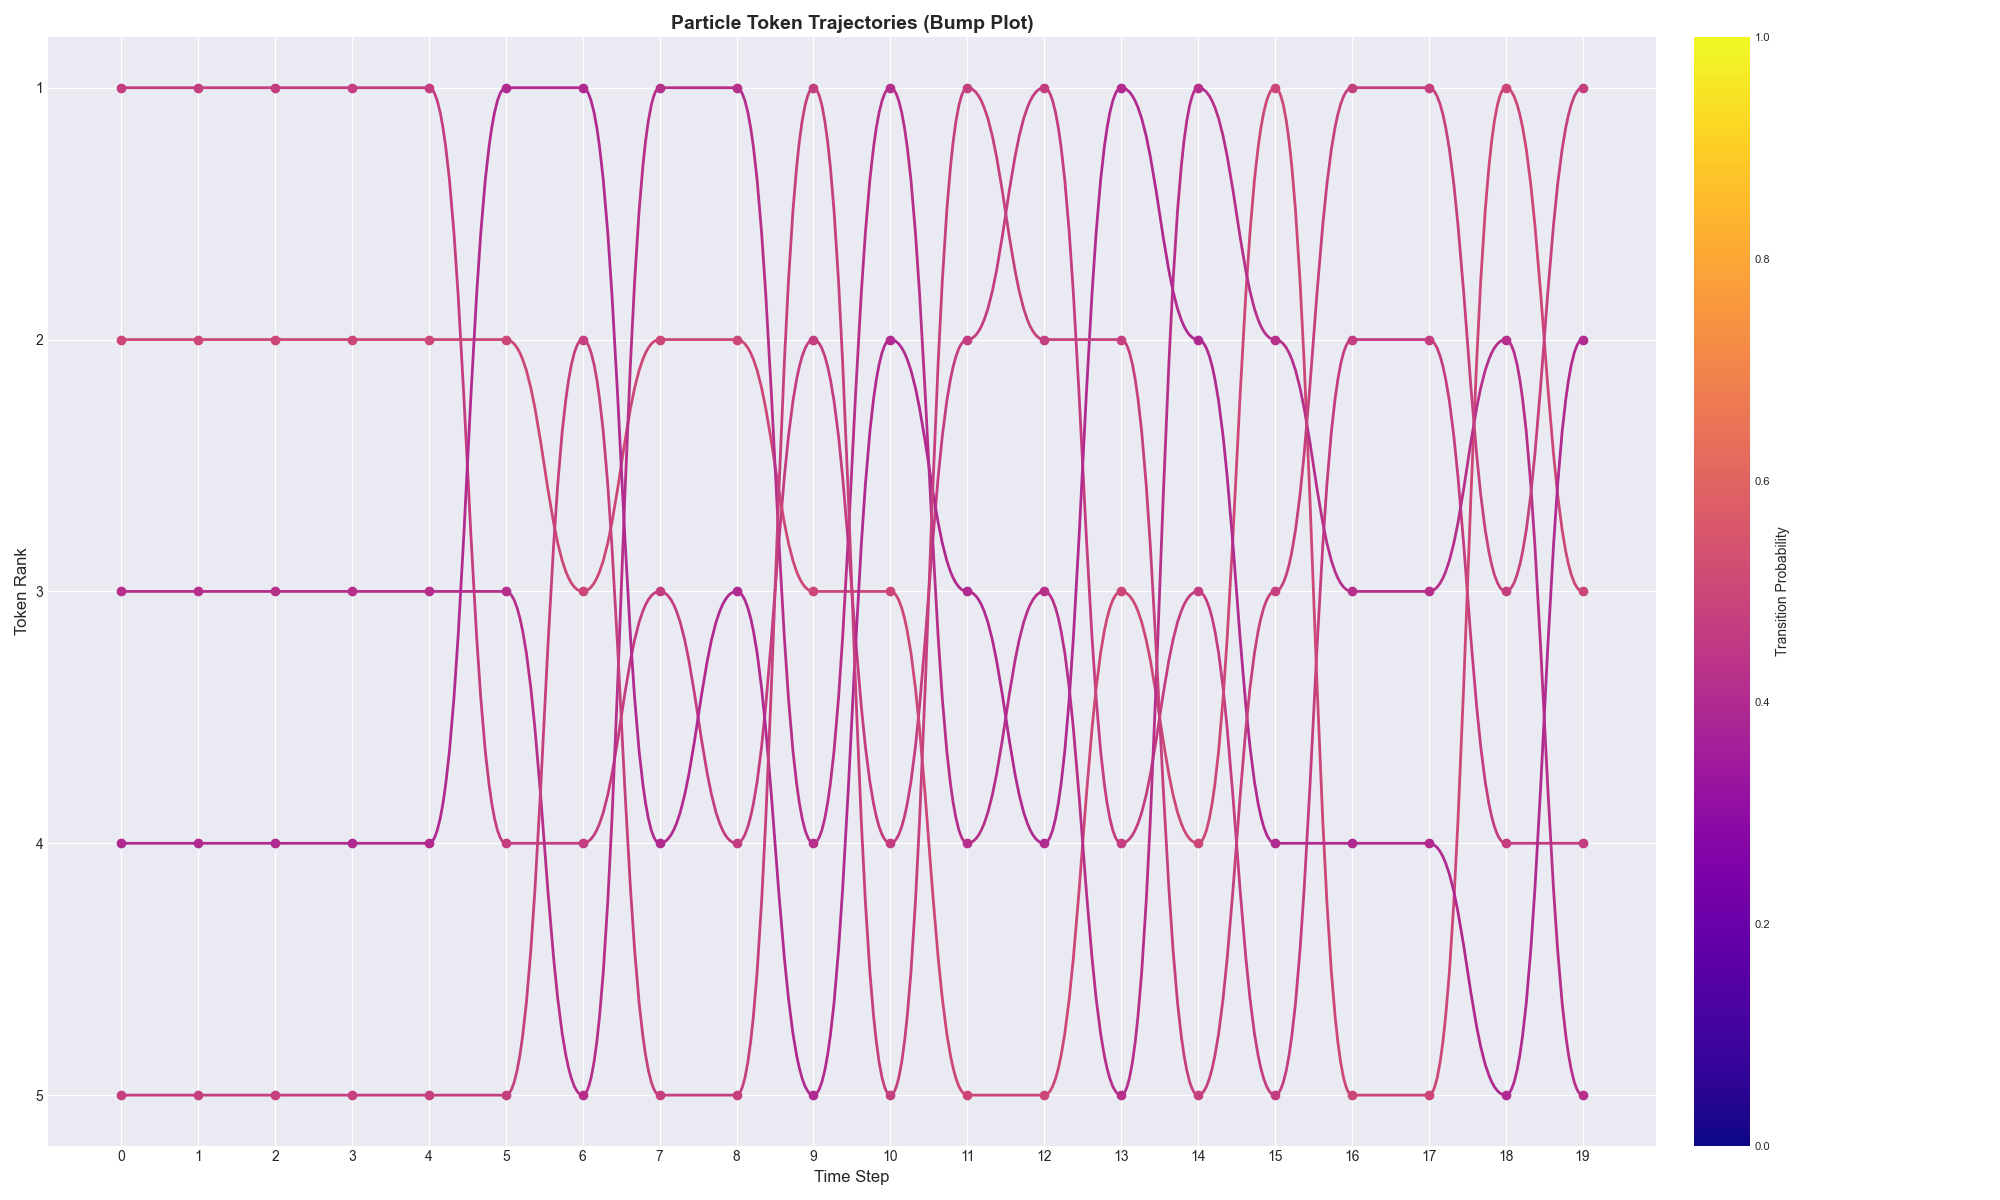 Particle Token Trajectories (Bump Plot)
1
2
3
4
5
Token Rank
0 1 2 3 4 5 6 7 8 9 10 11 12 13 14 15 16 17 18 19
Time Step
1.0
0.8
0.6
0.4
0.2
0.0
Transition Probability